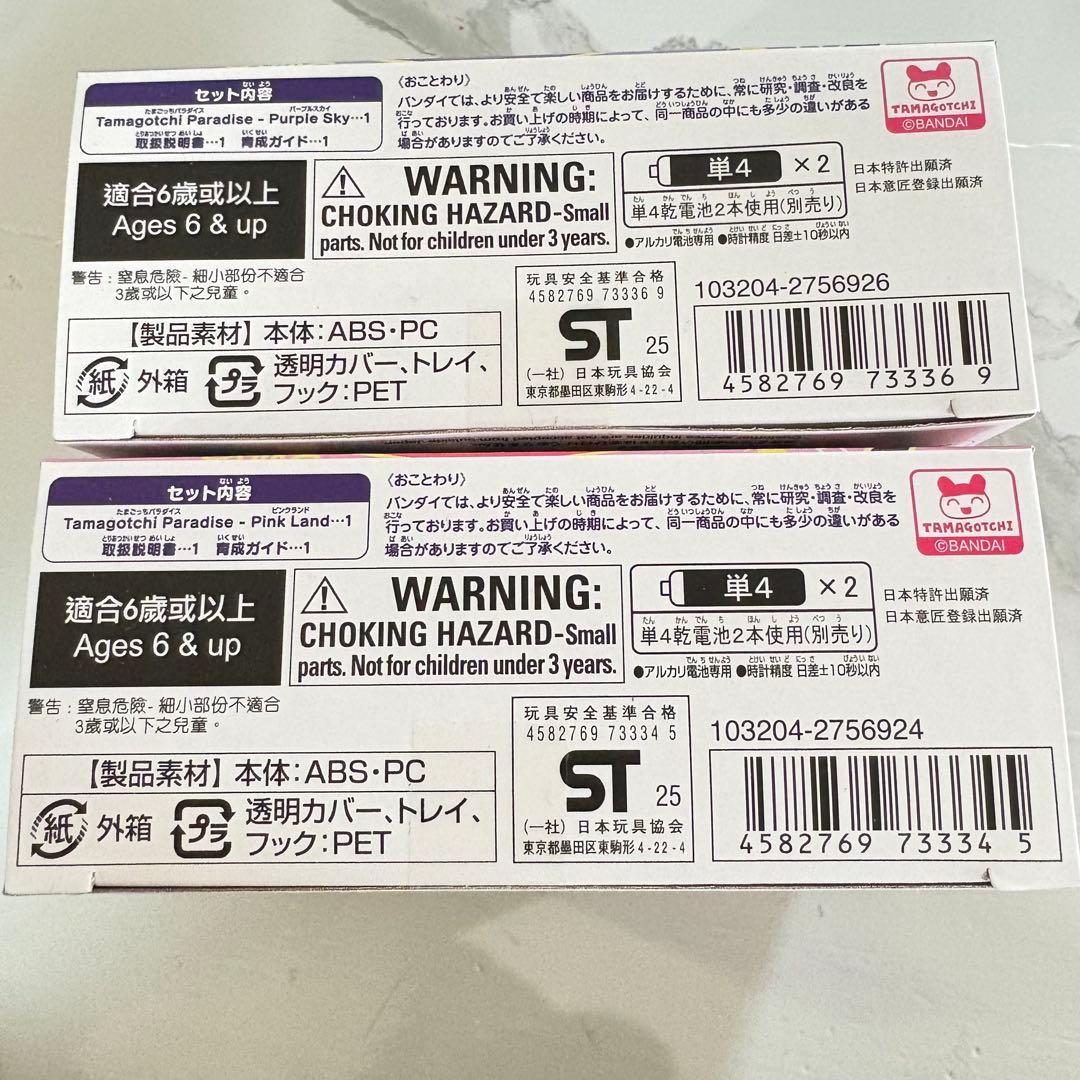 セット内容
Tamagotchi Paradise - Purple Sky…1
取扱説明書…1 育成ガイド…1
〈おことわり〉
バンダイでは、より安全で楽しい商品をお届けするために、常に研究・調査・改良を
行っております。お買い上げの時期によって、同一商品の中にも多少の違いがある
場合がありますのでご了承ください。
TAMAGOTCHI
©BANDAI
適合6歲或以上
Ages 6 & up
WARNING:
CHOKING HAZARD-Small
parts. Not for children under 3 years.
単4 ×2
単4乾電池2本使用(別売り)
●アルカリ電池専用 ●時計精度 日差±10秒以内
日本特許出願済
日本意匠登録出願済
警告:窒息危險-細小部份不適合
3歲或以下之兒童。
【製品素材】本体:ABS・PC
紙 外箱 プラ 透明カバー、トレイ、
フック:PET
玩具安全基準合格
4582769 73336 9
ST 25
(一社)日本玩具協会
東京都墨田区東駒形4-22-4
103204-2756926
4582769 73336 9
セット内容
Tamagotchi Paradise - Pink Land…1
取扱説明書…1 育成ガイド…1
〈おことわり〉
バンダイでは、より安全で楽しい商品をお届けするために、常に研究・調査・改良を
行っております。お買い上げの時期によって、同一商品の中にも多少の違いがある
場合がありますのでご了承ください。
TAMAGOTCHI
©BANDAI
適合6歲或以上
Ages 6 & up
WARNING:
CHOKING HAZARD-Small
parts. Not for children under 3 years.
単4 ×2
単4乾電池2本使用(別売り)
●アルカリ電池専用 ●時計精度 日差±10秒以内
日本特許出願済
日本意匠登録出願済
警告:窒息危險-細小部份不適合
3歲或以下之兒童。
【製品素材】本体:ABS・PC
紙 外箱 プラ 透明カバー、トレイ、
フック:PET
玩具安全基準合格
4582769 73334 5
ST 25
(一社)日本玩具協会
東京都墨田区東駒形4-22-4
103204-2756924
4582769 73334 5